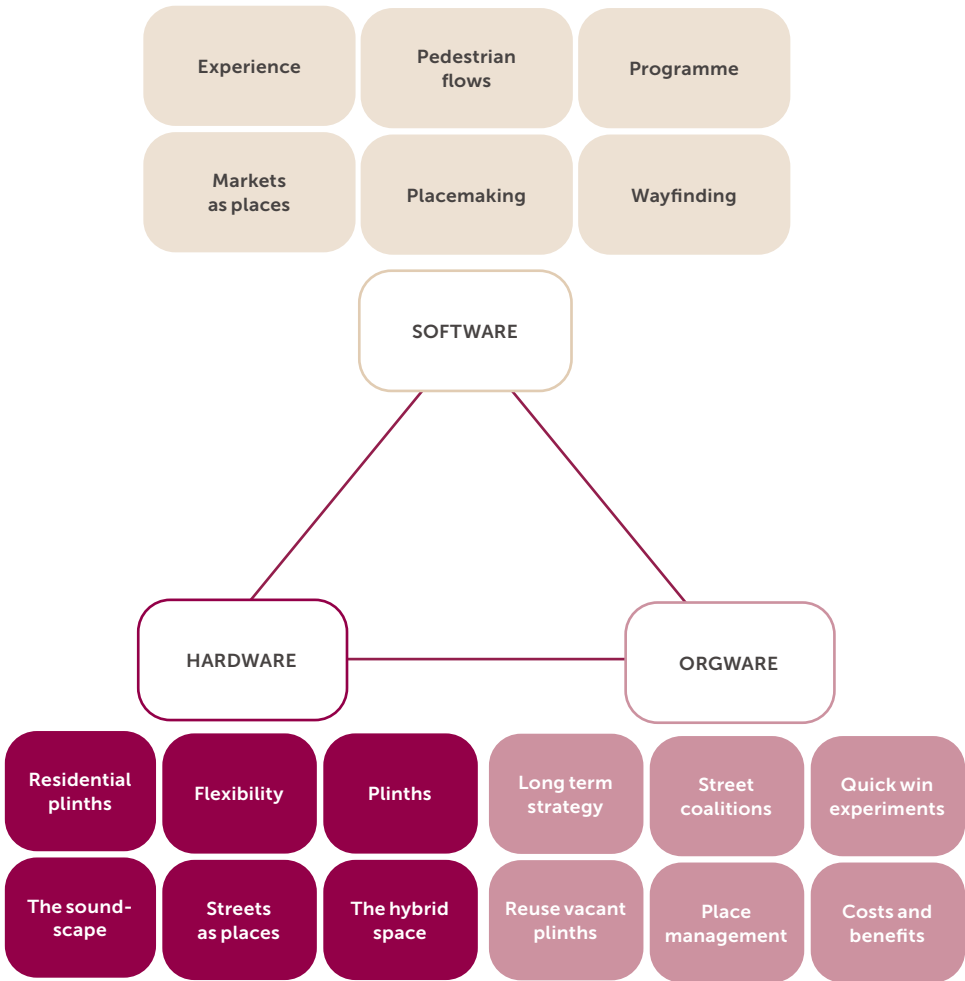 Experience
Pedestrian
flows
Programme
Markets
as places
Placemaking
Wayfinding
SOFTWARE
HARDWARE
ORGWARE
Residential
plinths
Flexibility
Plinths
Long term
strategy
Street
coalitions
Quick win
experiments
The sound-
scape
Streets
as places
The hybrid
space
Reuse vacant
plinths
Place
management
Costs and
benefits